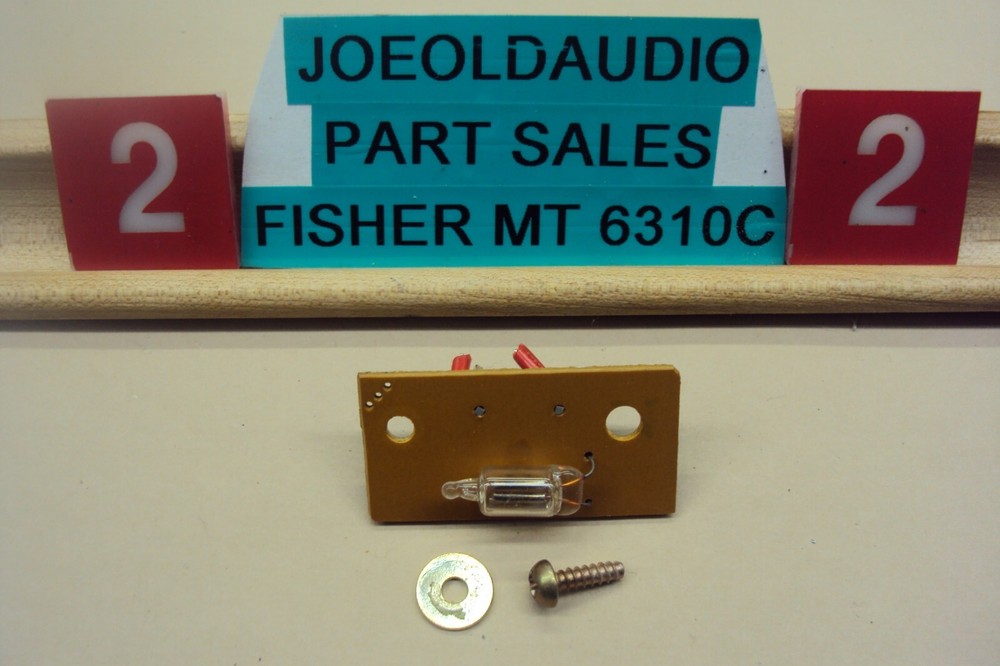 JOEOLDAUDIO
PART SALES
2 2
FISHER MT 6310C